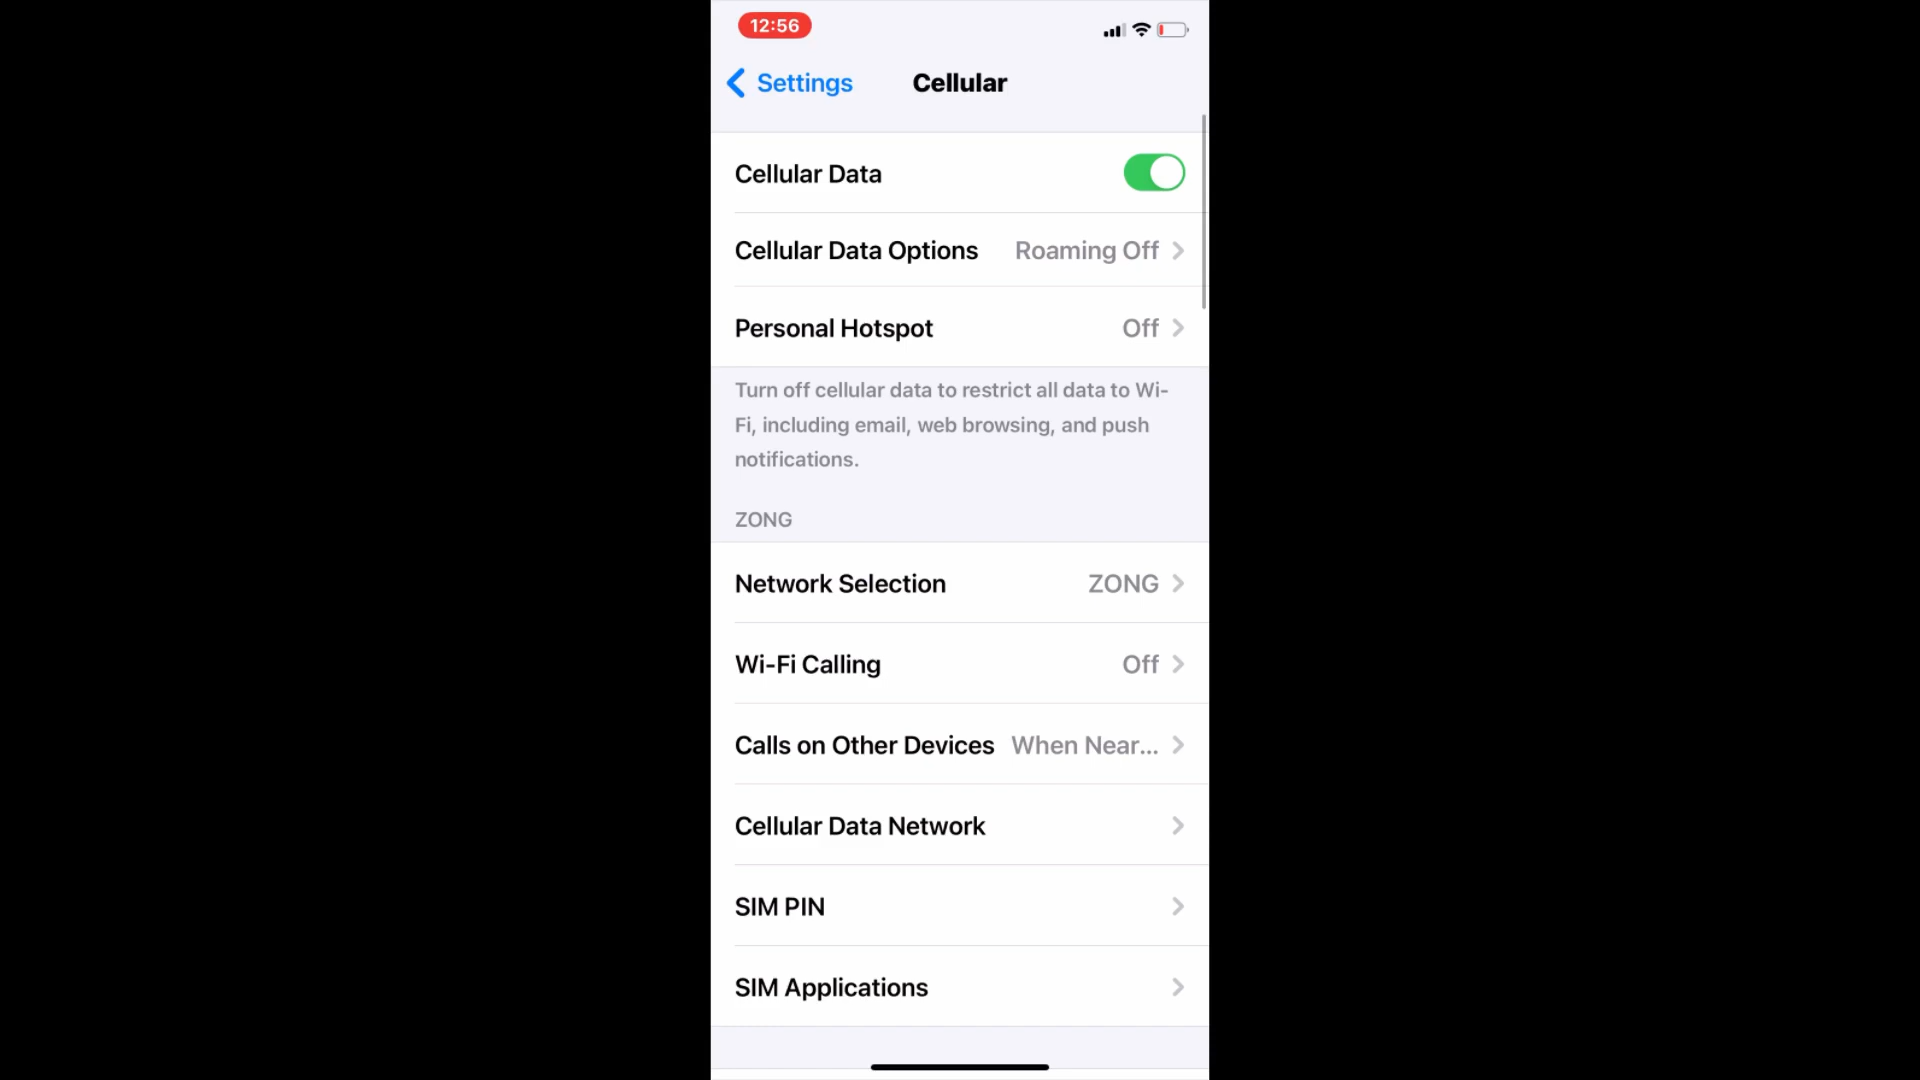 12:56
Settings
Cellular
Cellular Data
Cellular Data Options Roaming Off
Personal Hotspot Off
Turn off cellular data to restrict all data to Wi-
Fi, including email, web browsing, and push
notifications.
ZONG
Network Selection ZONG
Wi-Fi Calling Off
Calls on Other Devices When Near...
Cellular Data Network
SIM PIN
SIM Applications